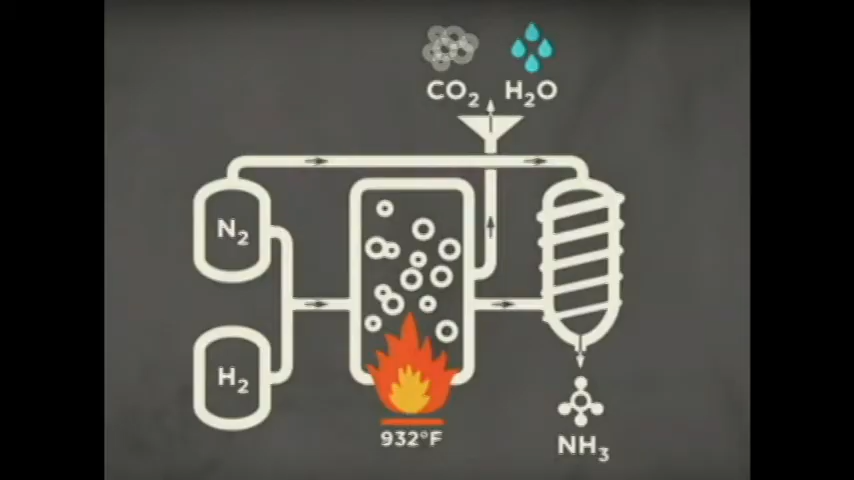 CO₂ H₂O
N₂
H₂
932°F
NH₃